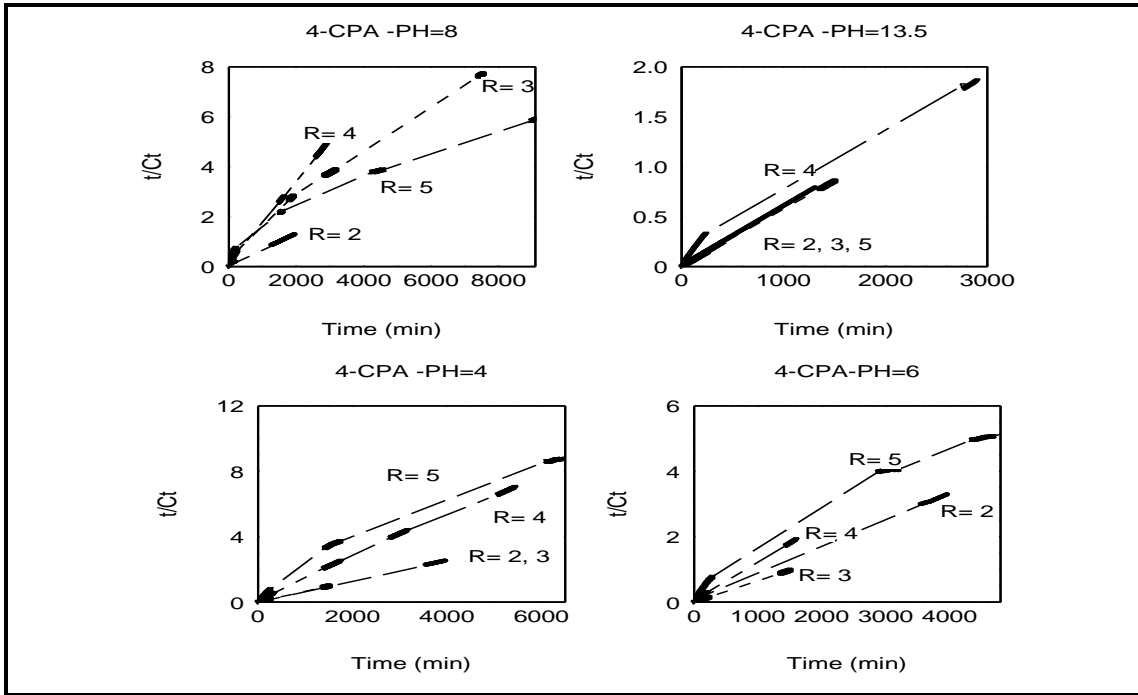 4-CPA -PH=8
8
6
4
2
0
t/Ct
R= 3
R= 4
R= 5
R= 2
0 2000 4000 6000 8000
Time (min)
4-CPA -PH=13.5
2.0
1.5
1.0
0.5
0.0
t/Ct
R= 4
R= 2, 3, 5
0 1000 2000 3000
Time (min)
4-CPA -PH=4
12
8
4
0
t/Ct
R= 5
R= 4
R= 2, 3
0 2000 4000 6000
Time (min)
4-CPA-PH=6
6
4
2
0
t/Ct
R= 5
R= 2
R= 4
R= 3
0 1000 2000 3000 4000
Time (min)